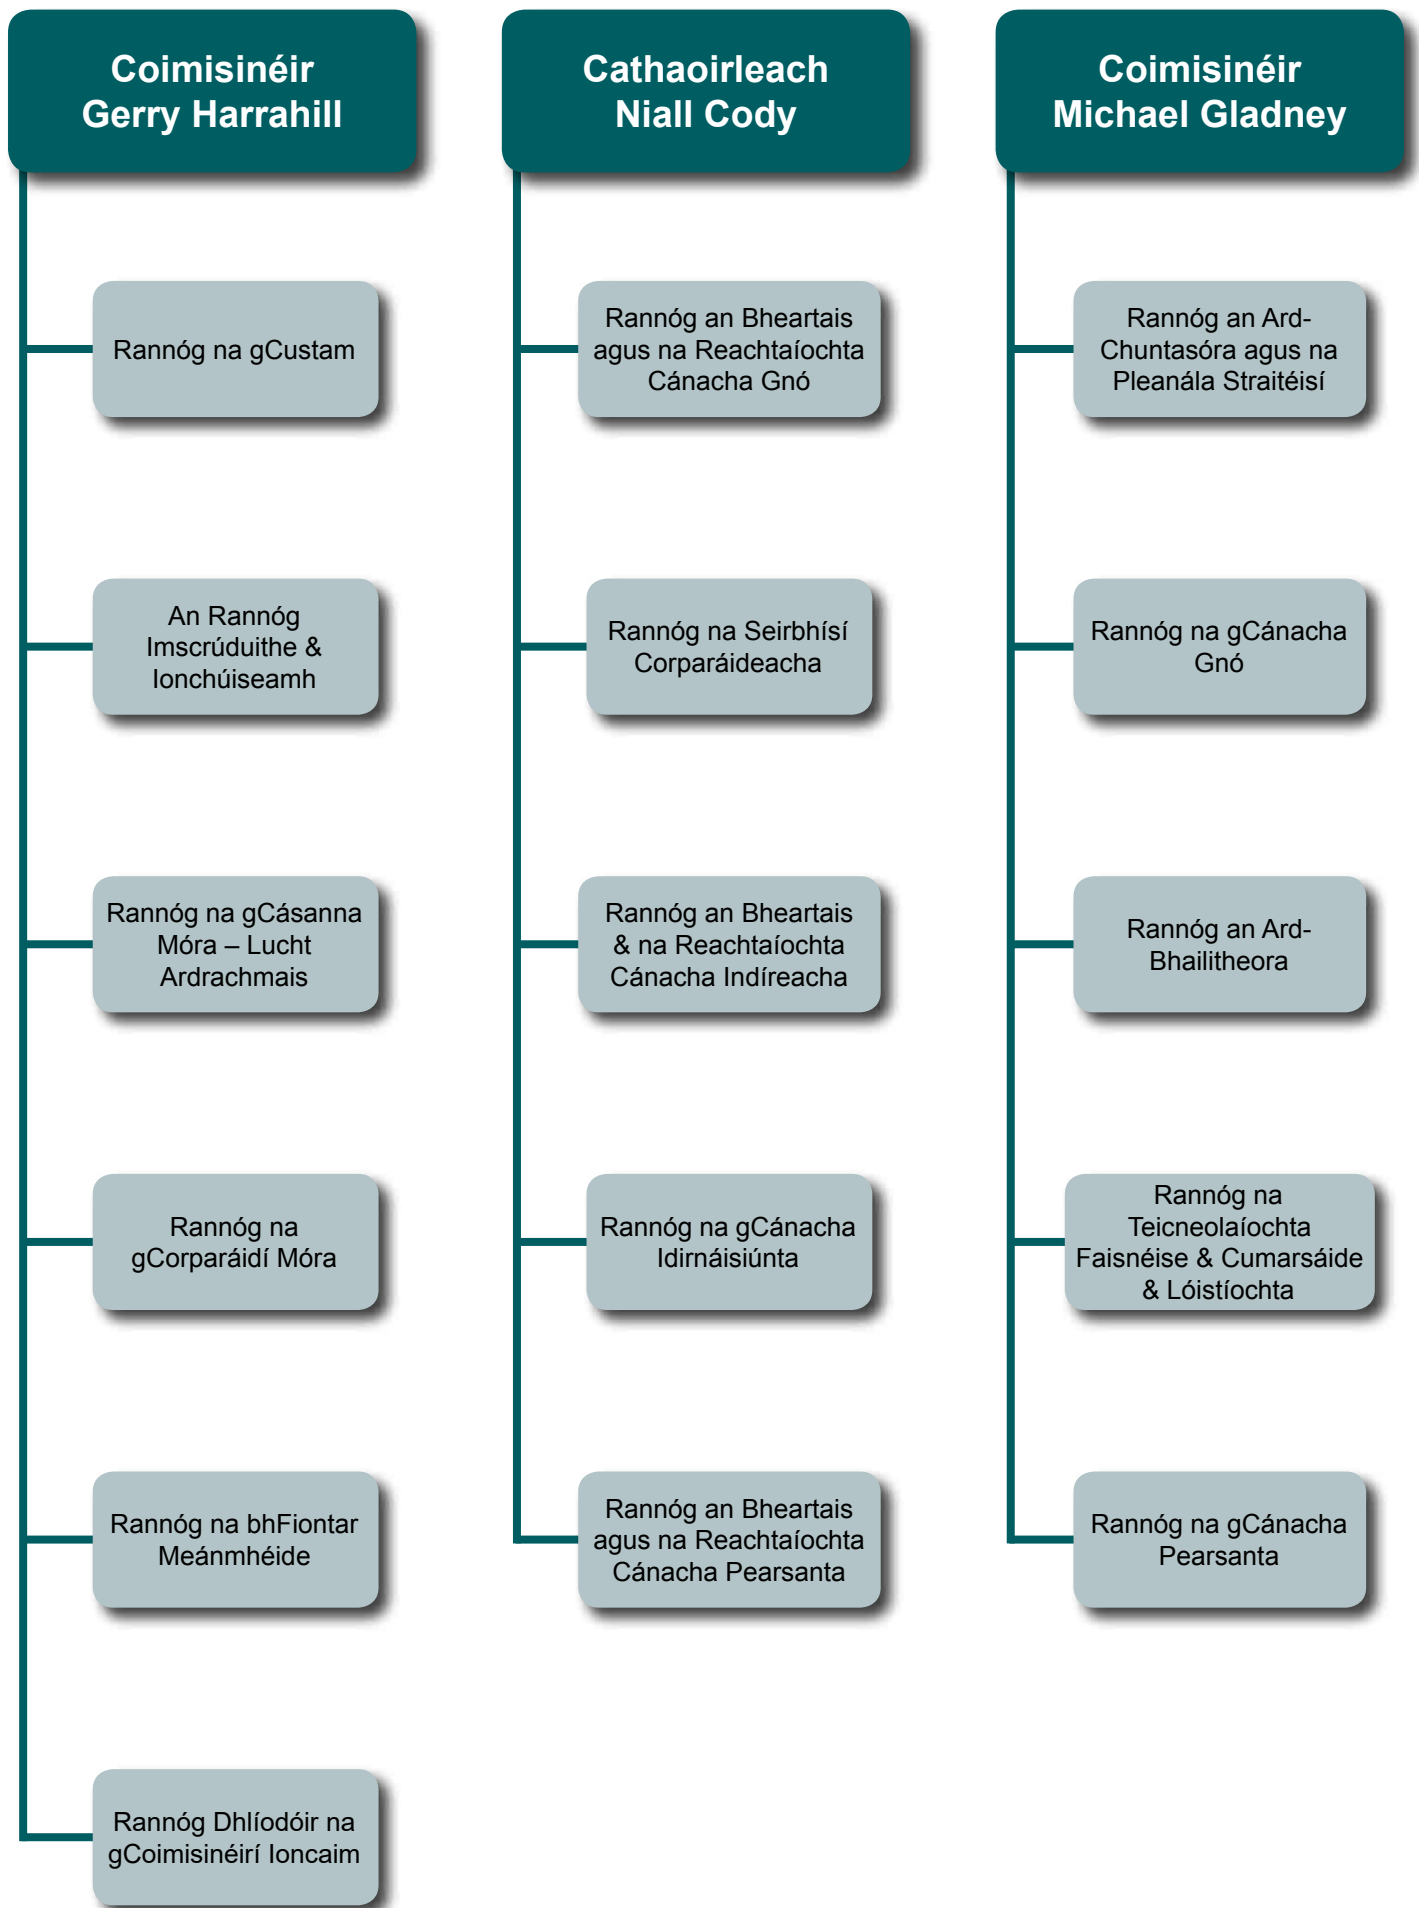 Coimisinéir
Gerry Harrahill
Rannóg na gCustam
An Rannóg
Imscrúduithe &
Ionchúiseamh
Rannóg na gCásanna
Móra – Lucht
Ardrachmais
Rannóg na
gCorparáidí Móra
Rannóg na bhFiontar
Meánmhéide
Rannóg Dhlíodóir na
gCoimisinéirí Ioncaim
Cathaoirleach
Niall Cody
Rannóg an Bheartais
agus na Reachtaíochta
Cánacha Gnó
Rannóg na Seirbhísí
Corparáideacha
Rannóg an Bheartais
& na Reachtaíochta
Cánacha Indíreacha
Rannóg na gCánacha
Idirnáisiúnta
Rannóg an Bheartais
agus na Reachtaíochta
Cánacha Pearsanta
Coimisinéir
Michael Gladney
Rannóg an Ard-
Chuntasóra agus na
Pleanála Straitéisí
Rannóg na gCánacha
Gnó
Rannóg an Ard-
Bhailitheora
Rannóg na
Teicneolaíochta
Faisnéise & Cumarsáide
& Lóistíochta
Rannóg na gCánacha
Pearsanta